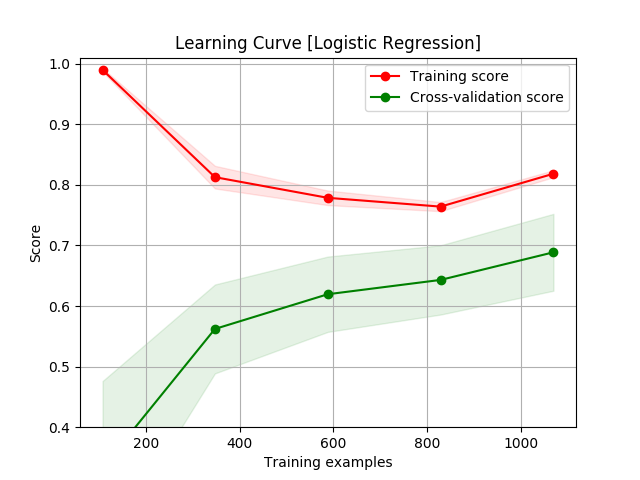 Learning Curve [Logistic Regression]
Training score
Cross-validation score
Score
1.0
0.9
0.8
0.7
0.6
0.5
0.4
200 400 600 800 1000
Training examples